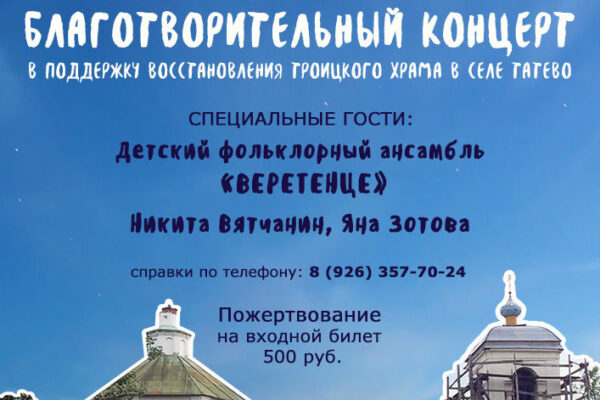 БЛАГОТВОРИТЕЛЬНЫЙ КОНЦЕРТ
В ПОДДЕРЖКУ ВОССТАНОВЛЕНИЯ ТРОИЦКОГО ХРАМА В СЕЛЕ ТАТЕВО
СПЕЦИАЛЬНЫЕ ГОСТИ:
Детский фольклорный ансамбль
«ВЕРЕТЕНЦЕ»
Никита Вятчанин, Яна Зотова
справки по телефону: 8 (926) 357-70-24
Пожертвование
на входной билет
500 руб.